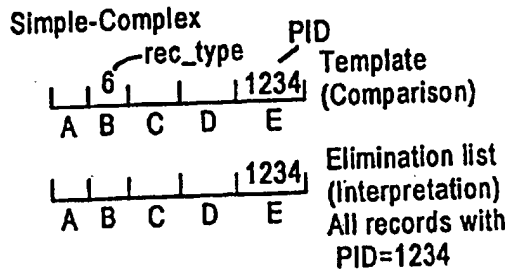 Simple-Complex
rec_type
PID
6
1234
Template
(Comparison)
A B C D E
1234
Elimination list
(Interpretation)
All records with
PID=1234
A B C D E